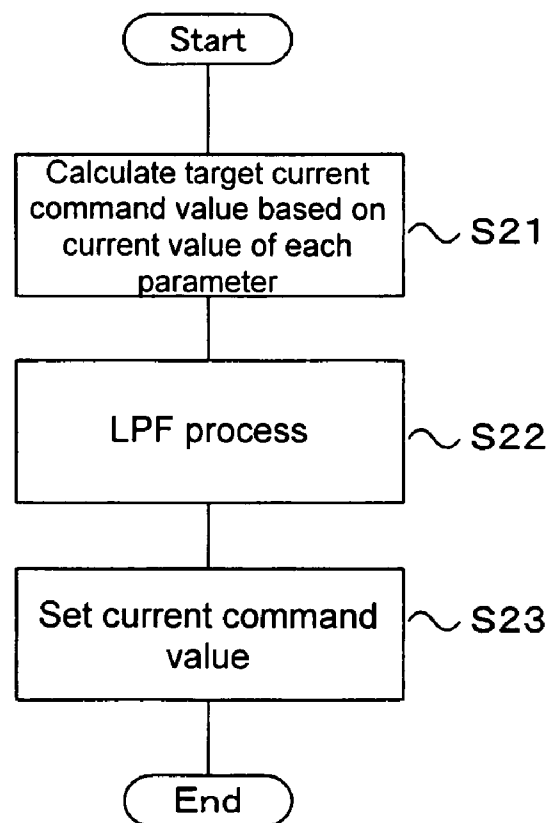 Start
Calculate target current
command value based on
current value of each
parameter
S21
LPF process
S22
Set current command
value
S23
End